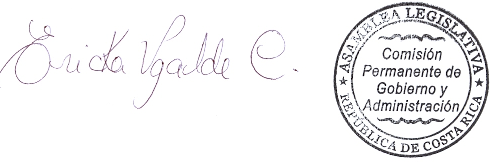 Ericka Ugalde C.
ASAMBLEA LEGISLATIVA
Comisión
Permanente de
Gobierno y
Administración
REPÚBLICA DE COSTA RICA